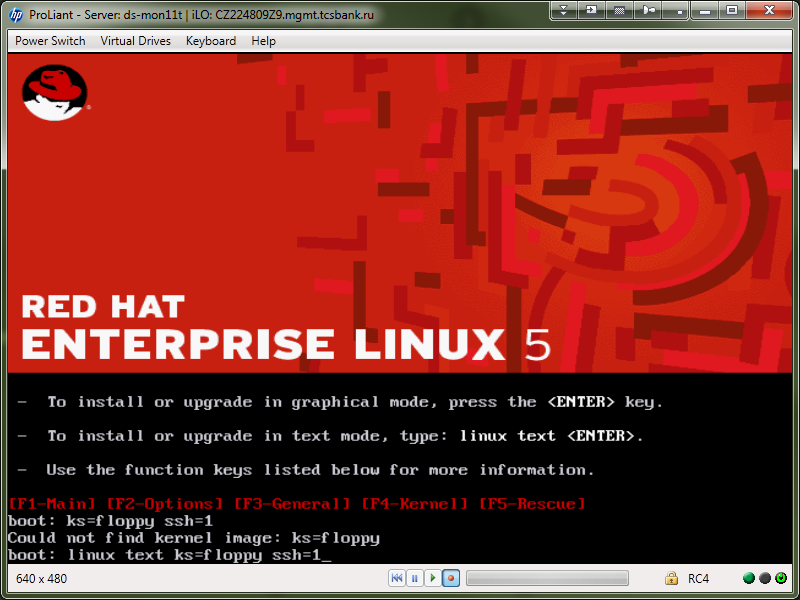 ProLiant - Server: ds-mon11t | iLO: CZ224809Z9.mgmt.tcsbank.ru
Power Switch Virtual Drives Keyboard Help
RED HAT
ENTERPRISE LINUX 5
- To install or upgrade in graphical mode, press the <ENTER> key.
- To install or upgrade in text mode, type: linux text <ENTER>.
- Use the function keys listed below for more information.
[F1-Main] [F2-Options] [F3-General] [F4-Kernel] [F5-Rescue]
boot: ks=floppy ssh=1
Could not find kernel image: ks=floppy
boot: linux text ks=floppy ssh=1_
640 x 480 RC4